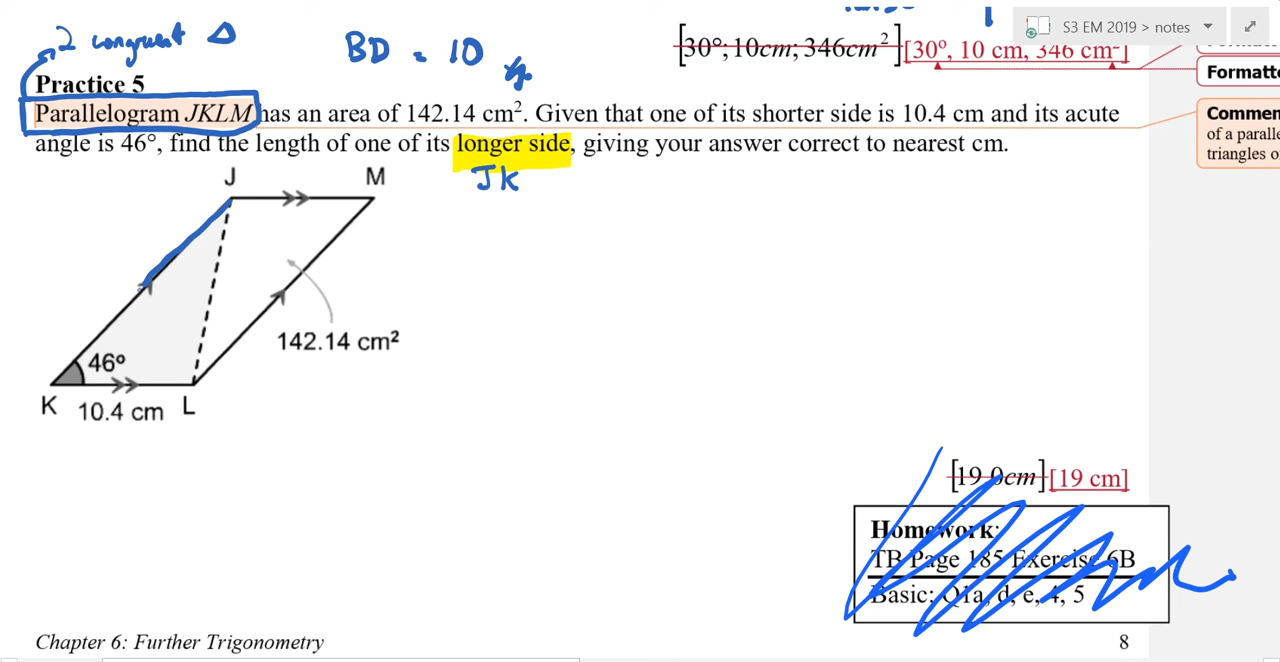 S3 EM 2019 > notes
2 congruent Δ
BD = 10
[30°; 10cm; 346cm²][30°, 10 cm, 346 cm²]
Practice 5
Formatte
Parallelogram JKLM has an area of 142.14 cm². Given that one of its shorter side is 10.4 cm and its acute
angle is 46°, find the length of one of its longer side, giving your answer correct to nearest cm.
Commen
of a paralle
triangles o
JK
J M
142.14 cm²
46°
K 10.4 cm L
[19.0cm][19 cm]
Homework:
TB Page 185 Exercise 6B
Basic: Q1a, d, e, 4, 5
Chapter 6: Further Trigonometry 8